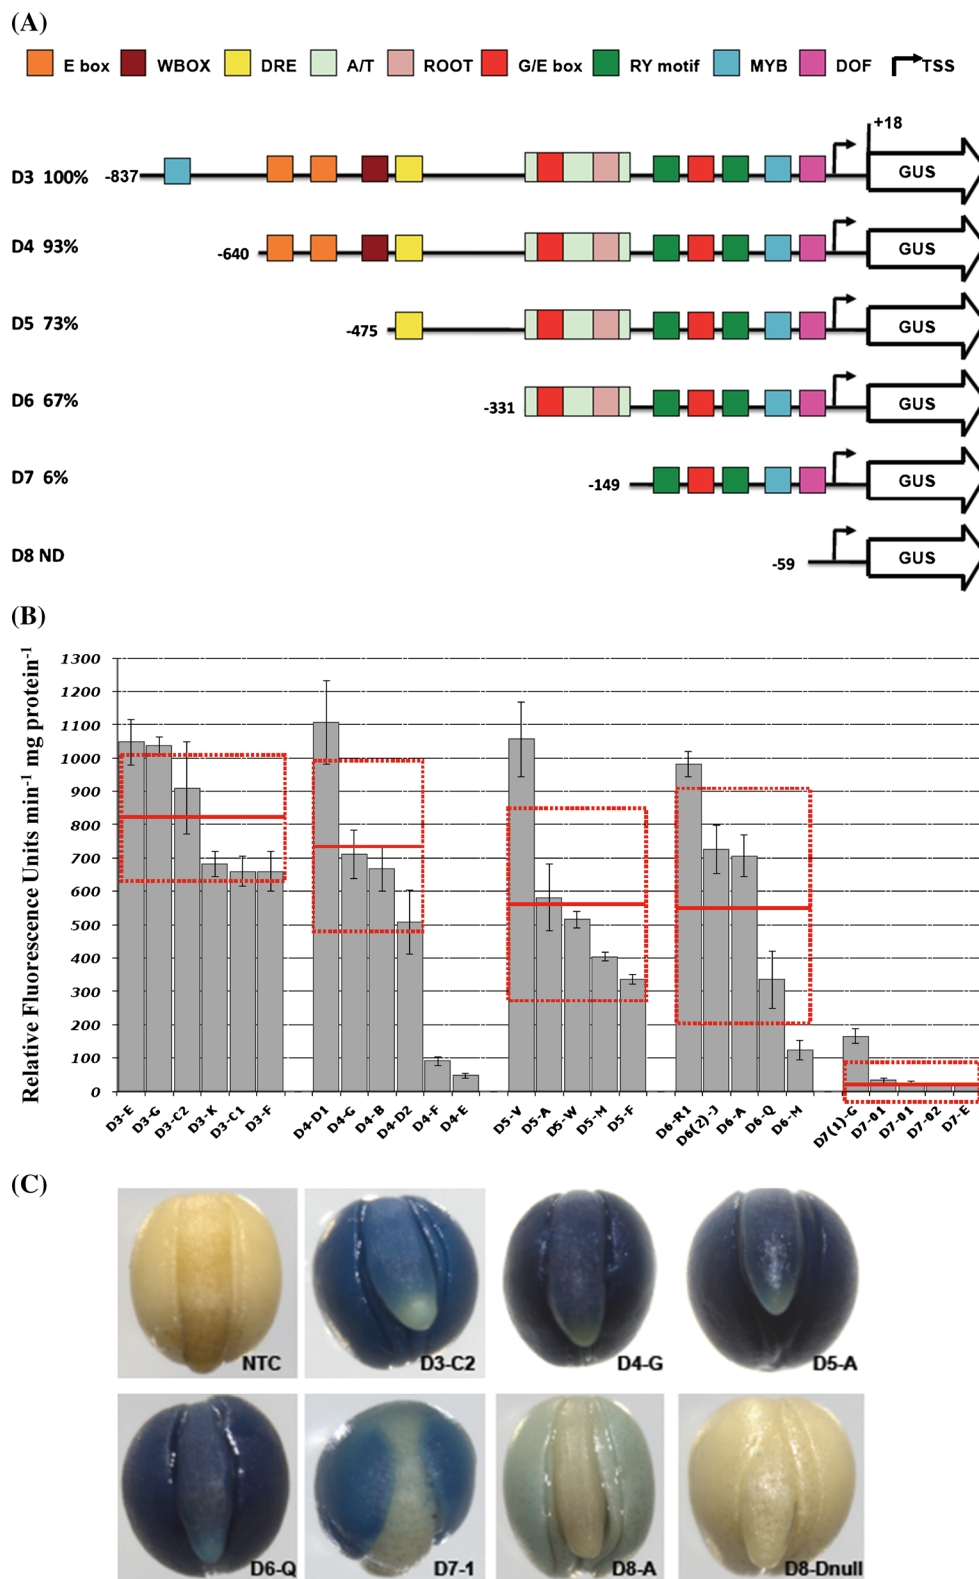 (A)
E box WBOX DRE A/T ROOT G/E box RY motif MYB DOF TSS
+18
D3 100% -837 GUS
D4 93% -640 GUS
D5 73% -475 GUS
D6 67% -331 GUS
D7 6% -149 GUS
D8 ND -59 GUS
(B)
Relative Fluorescence Units min-1 mg protein-1
1300
1200
1100
1000
900
800
700
600
500
400
300
200
100
0
D3-E D3-G D3-C2 D3-K D3-C1 D3-F D4-D1 D4-G D4-B D4-D2 D4-F D4-E D5-V D5-A D5-W D5-M D5-F D6-R1 D6(2)-J D6-A D6-Q D6-M D7(1)-G D7-01 D7-01 D7-02 D7-E
(C)
NTC D3-C2 D4-G D5-A
D6-Q D7-1 D8-A D8-Dnull